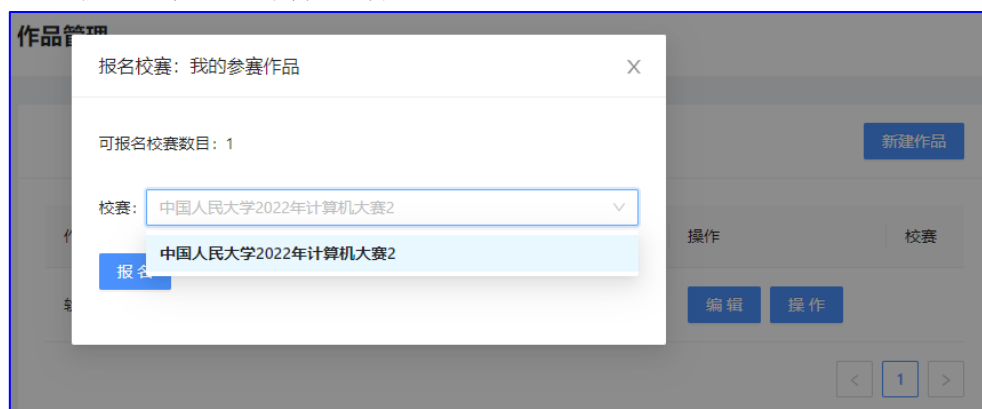 作品管理
报名校赛：我的参赛作品
可报名校赛数目：1
新建作品
校赛：
中国人民大学2022年计算机大赛2
中国人民大学2022年计算机大赛2
操作
校赛
报名
编辑
操作
1